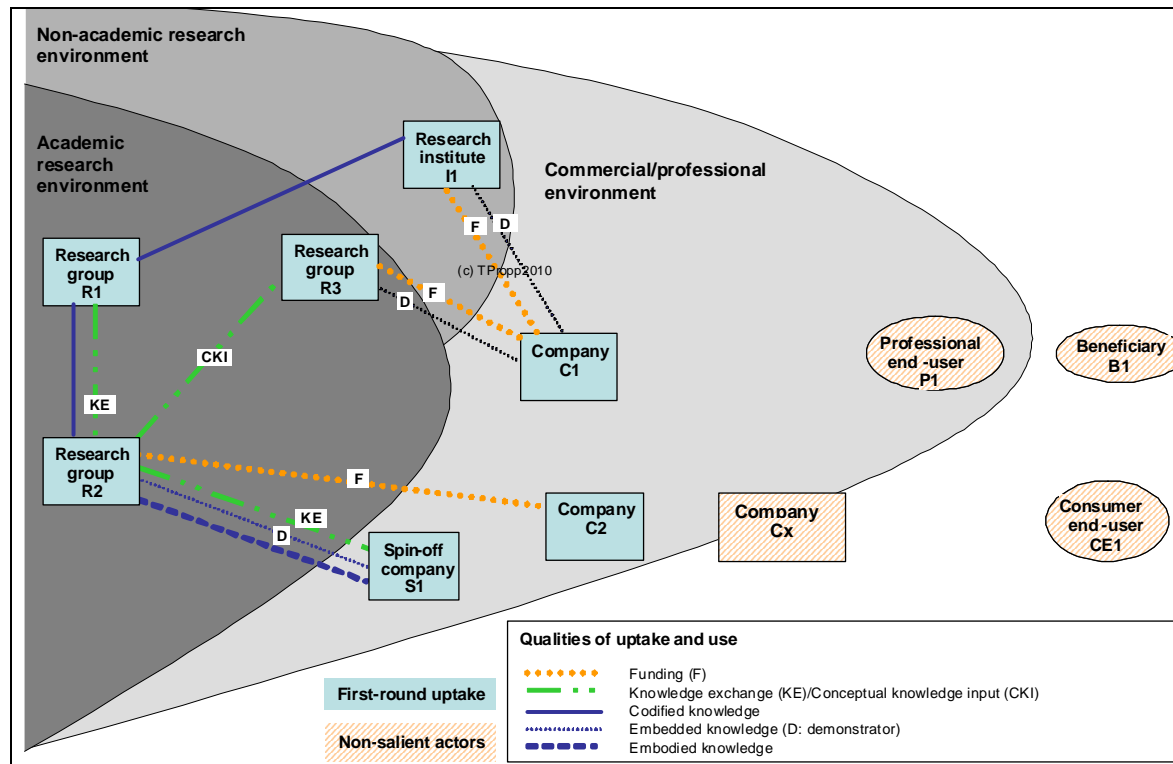 Non-academic research
environment
Academic
research
environment
Research
institute
I1
Commercial/professional
environment
F
D
Research
group
R1
Research
group
R3
(c) TPropp2010
F
D
CKI
Company
C1
Professional
end -user
P1
Beneficiary
B1
KE
Research
group
R2
F
KE
D
Company
C2
Company
Cx
Consumer
end -user
CE1
Spin-off
company
S1
Qualities of uptake and use
Funding (F)
Knowledge exchange (KE)/Conceptual knowledge input (CKI)
Codified knowledge
Embedded knowledge (D: demonstrator)
Embodied knowledge
First-round uptake
Non-salient actors